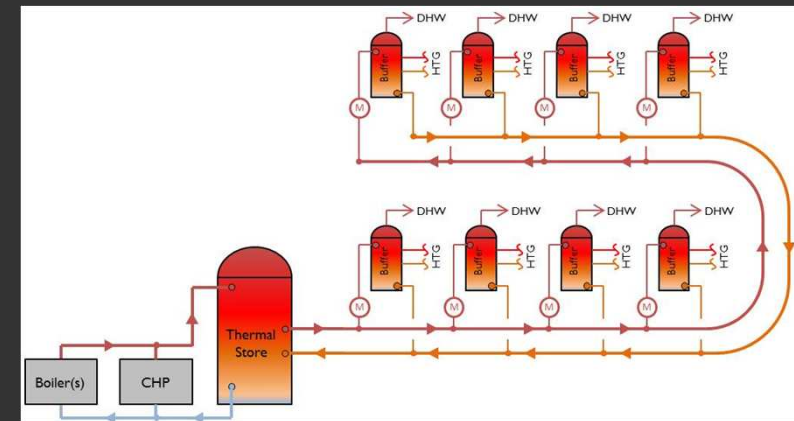 DHW
DHW
DHW
DHW
Buffer
HTG
Buffer
HTG
Buffer
HTG
Buffer
HTG
M
M
M
M
DHW
DHW
DHW
DHW
Buffer
HTG
Buffer
HTG
Buffer
HTG
Buffer
HTG
M
M
M
M
Thermal
Store
Boiler(s)
CHP